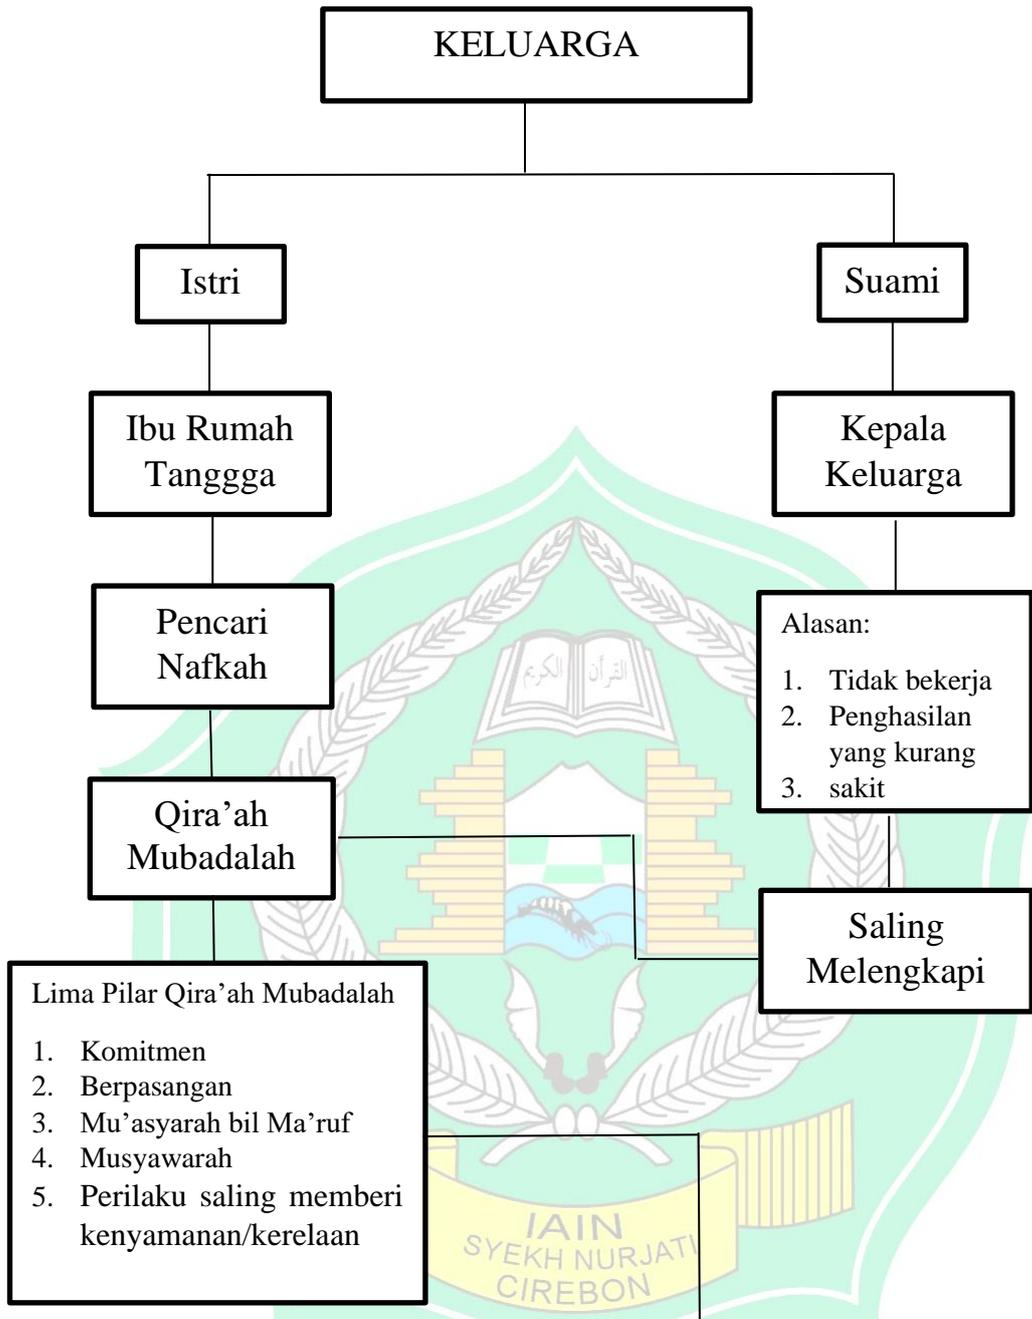 KELUARGA
Istri
Suami
Ibu Rumah
Tanggga
Kepala
Keluarga
Pencari
Nafkah
Alasan:
1. Tidak bekerja
2. Penghasilan
yang kurang
3. sakit
القرآن الكريم
Qira’ah
Mubadalah
Saling
Melengkapi
Lima Pilar Qira’ah Mubadalah
1. Komitmen
2. Berpasangan
3. Mu’asyarah bil Ma’ruf
4. Musyawarah
5. Perilaku saling memberi
kenyamanan/kerelaan
IAIN
SYEKH NURJATI
CIREBON